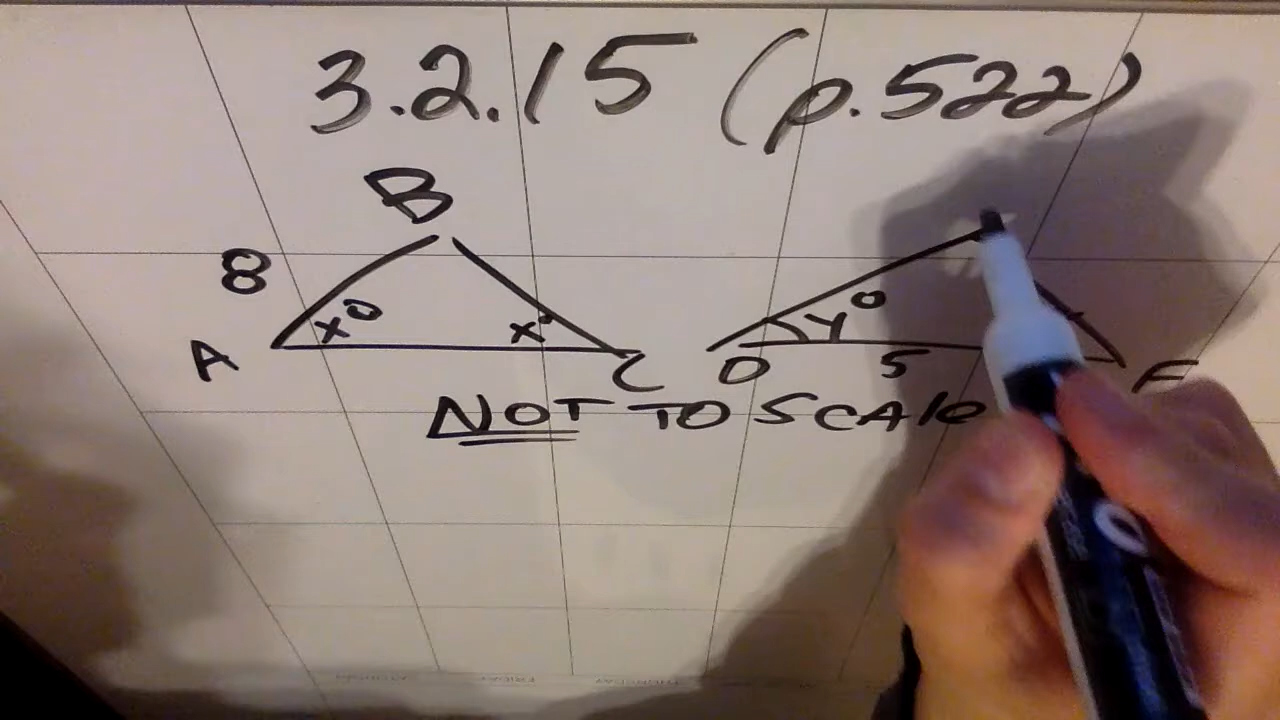 3.2.15 (p.522)
B
8
x° x° y°
A C D 5 F
NOT TO SCAle